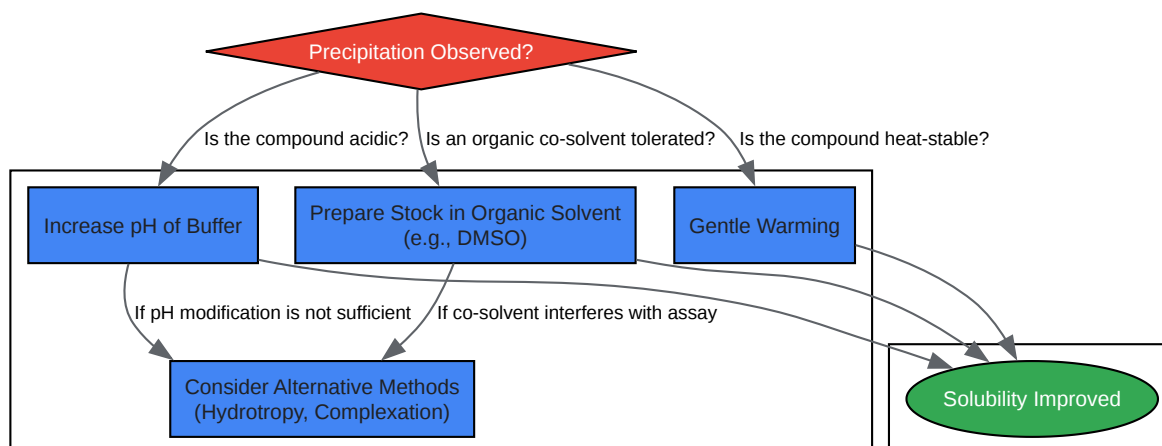 Precipitation Observed?
Is the compound acidic?
Is an organic co-solvent tolerated?
Is the compound heat-stable?
Increase pH of Buffer
Prepare Stock in Organic Solvent
(e.g., DMSO)
Gentle Warming
If pH modification is not sufficient
If co-solvent interferes with assay
Consider Alternative Methods
(Hydrotropy, Complexation)
Solubility Improved